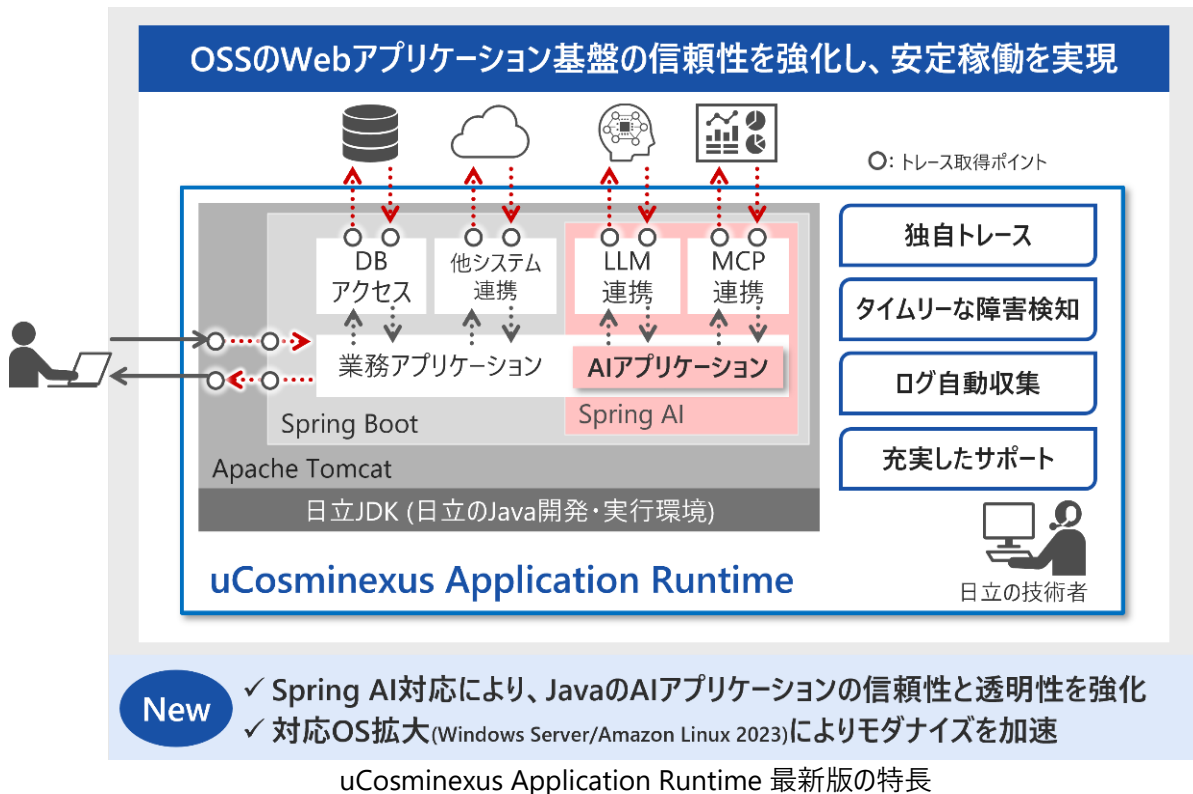 OSSのWebアプリケーション基盤の信頼性を強化し、安定稼働を実現
○: トレース取得ポイント
DB
アクセス
他システム
連携
LLM
連携
MCP
連携
業務アプリケーション
AIアプリケーション
Spring Boot
Spring AI
Apache Tomcat
日立JDK (日立のJava開発・実行環境)
uCosminexus Application Runtime
独自トレース
タイムリーな障害検知
ログ自動収集
充実したサポート
日立の技術者
New
✓ Spring AI対応により、JavaのAIアプリケーションの信頼性と透明性を強化
✓ 対応OS拡大(Windows Server/Amazon Linux 2023)によりモダナイズを加速
uCosminexus Application Runtime 最新版の特長